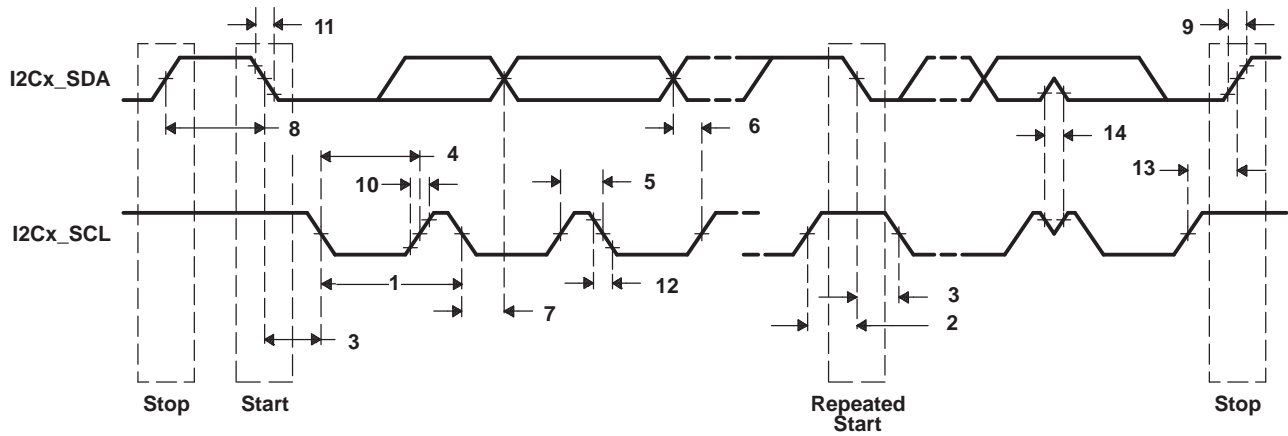 11
9
I2Cx_SDA
8
6
14
4
10
5
13
I2Cx_SCL
1
12
3
7
2
3
Stop
Start
Repeated
Start
Stop